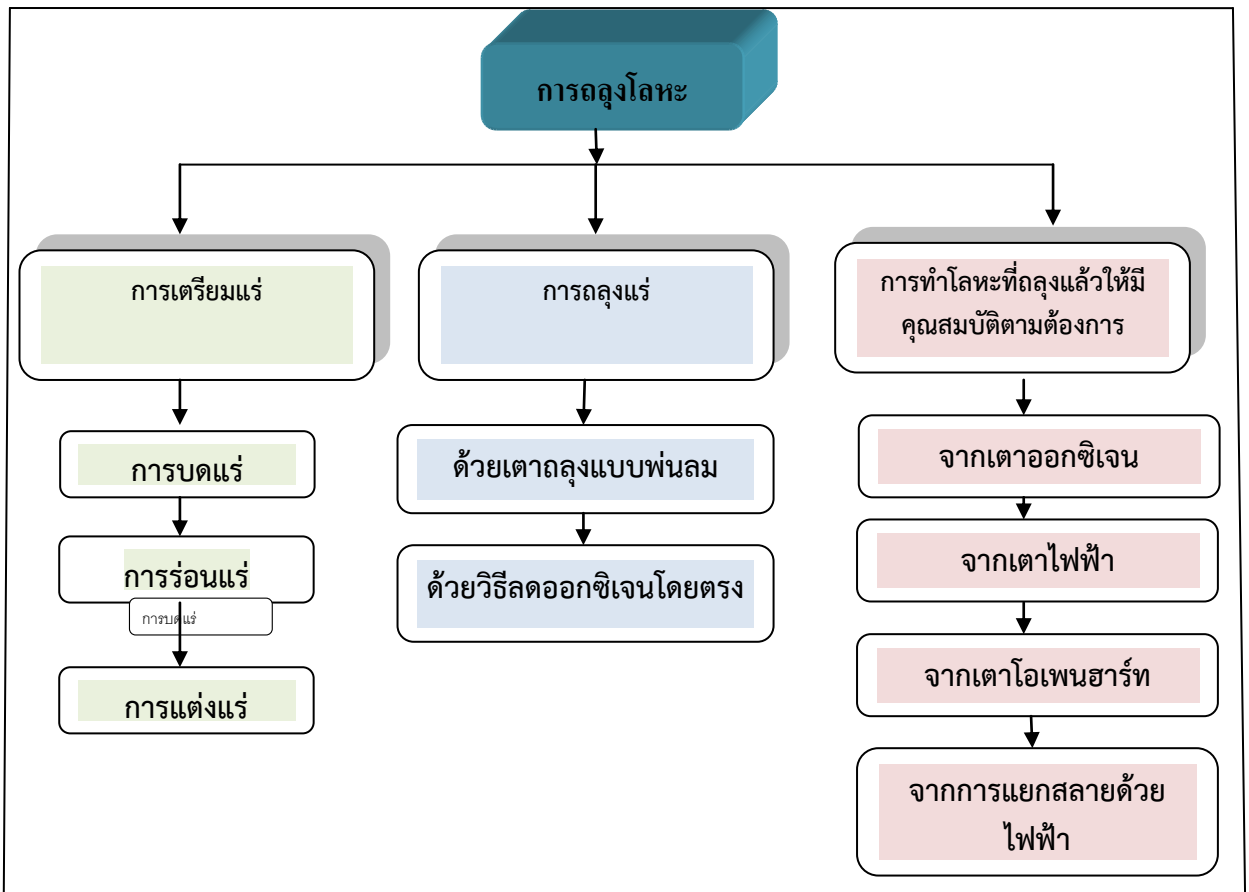 การถลุงโลหะ
การเตรียมแร่
การบดแร่
การร่อนแร่
การบดแร่
การแต่งแร่
การถลุงแร่
ด้วยเตาถลุงแบบพ่นลม
ด้วยวิธีลดออกซิเจนโดยตรง
การทำโลหะที่ถลุงแล้วให้มี
คุณสมบัติตามต้องการ
จากเตาออกซิเจน
จากเตาไฟฟ้า
จากเตาโอเพนฮาร์ท
จากการแยกสลายด้วย
ไฟฟ้า